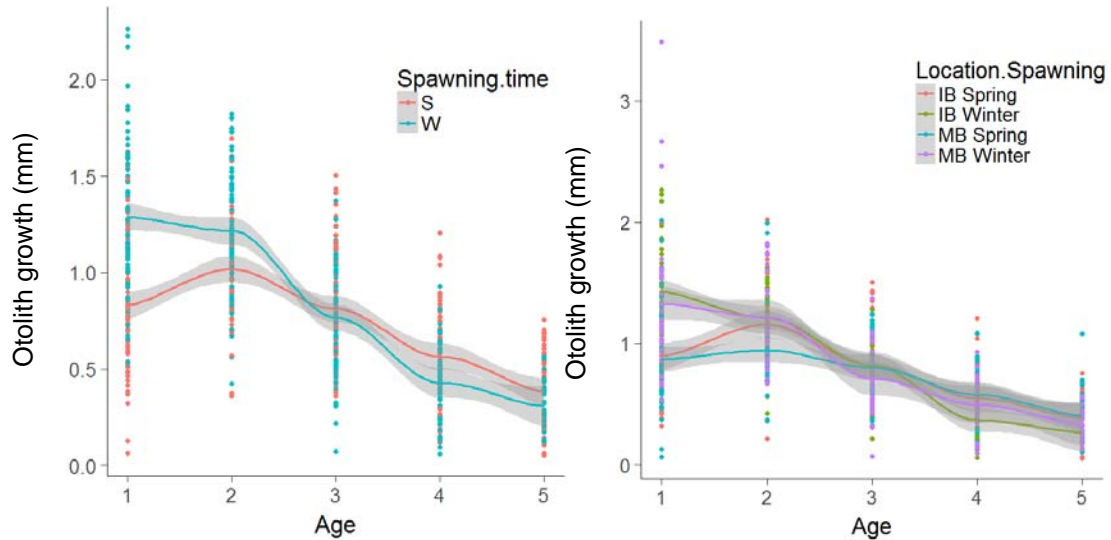 Spawning.time
S
W
Otolith growth (mm)
2.0
1.5
1.0
0.5
0.0
1 2 3 4 5
Age
Location.Spawning
IB Spring
IB Winter
MB Spring
MB Winter
Otolith growth (mm)
3
2
1
0
1 2 3 4 5
Age